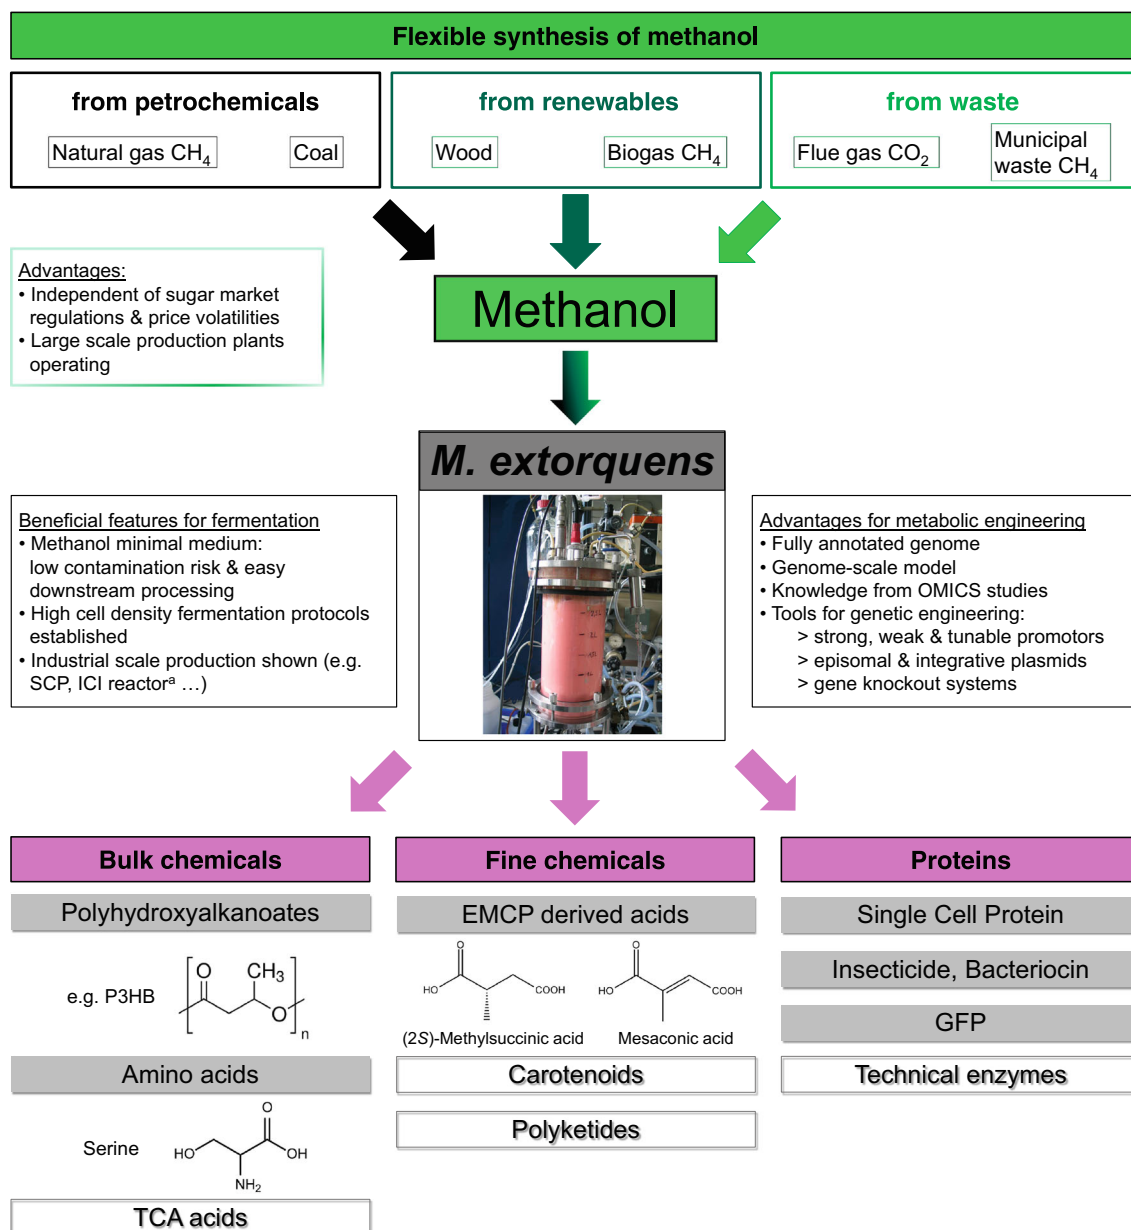 Flexible synthesis of methanol
from petrochemicals
Natural gas CH4
Coal
from renewables
Wood
Biogas CH4
from waste
Flue gas CO2
Municipal
waste CH4
Advantages:
• Independent of sugar market
regulations & price volatilities
• Large scale production plants
operating
Methanol
M. extorquens
Beneficial features for fermentation
• Methanol minimal medium:
low contamination risk & easy
downstream processing
• High cell density fermentation protocols
established
• Industrial scale production shown (e.g.
SCP, ICI reactorª …)
Advantages for metabolic engineering
• Fully annotated genome
• Genome-scale model
• Knowledge from OMICS studies
• Tools for genetic engineering:
> strong, weak & tunable promotors
> episomal & integrative plasmids
> gene knockout systems
Bulk chemicals
Polyhydroxyalkanoates
e.g. P3HB
O
CH3
O
n
Amino acids
Serine
O
HO
OH
NH2
TCA acids
Fine chemicals
EMCP derived acids
O
HO
COOH
(2S)-Methylsuccinic acid
O
HO
COOH
Mesaconic acid
Carotenoids
Polyketides
Proteins
Single Cell Protein
Insecticide, Bacteriocin
GFP
Technical enzymes